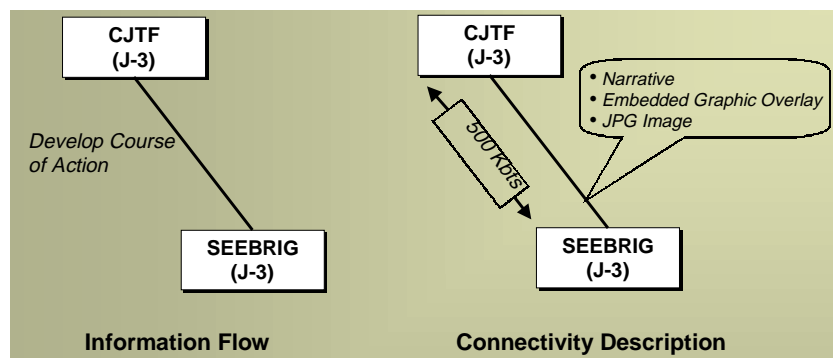 CJTF
(J-3)
Develop Course
of Action
SEEBRIG
(J-3)
Information Flow
CJTF
(J-3)
• Narrative
• Embedded Graphic Overlay
• JPG Image
500 Kbts
SEEBRIG
(J-3)
Connectivity Description